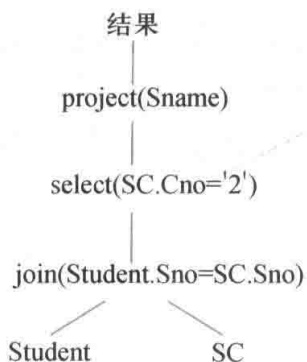 结果
project(Sname)
select(SC.Cno='2')
join(Student.Sno=SC.Sno)
Student SC